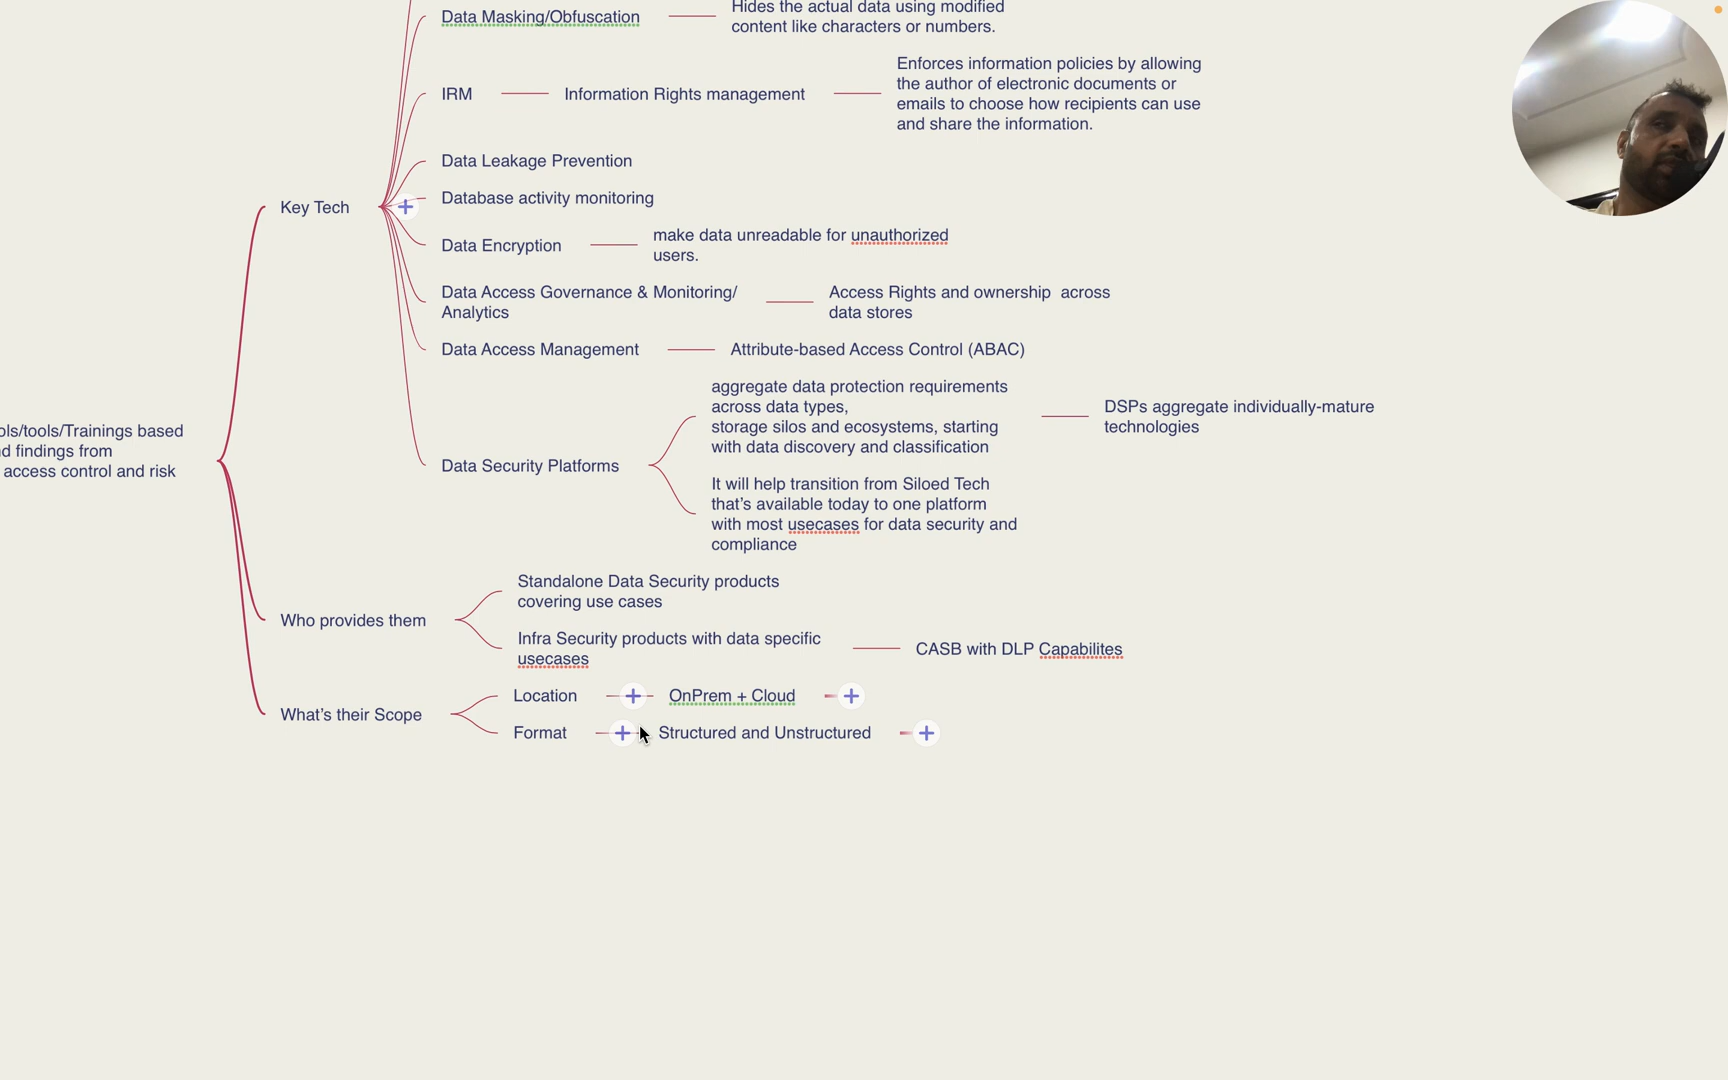 Data Masking/Obfuscation
Hides the actual data using modified
content like characters or numbers.
IRM
Information Rights management
Enforces information policies by allowing
the author of electronic documents or
emails to choose how recipients can use
and share the information.
Data Leakage Prevention
Key Tech
Database activity monitoring
Data Encryption
make data unreadable for unauthorized
users.
Data Access Governance & Monitoring/
Analytics
Access Rights and ownership  across
data stores
Data Access Management
Attribute-based Access Control (ABAC)
ols/tools/Trainings based
d findings from
access control and risk
Data Security Platforms
aggregate data protection requirements
across data types,
storage silos and ecosystems, starting
with data discovery and classification
DSPs aggregate individually-mature
technologies
It will help transition from Siloed Tech
that's available today to one platform
with most usecases for data security and
compliance
Who provides them
Standalone Data Security products
covering use cases
Infra Security products with data specific
usecases
CASB with DLP Capabilites
What's their Scope
Location
OnPrem + Cloud
Format
Structured and Unstructured